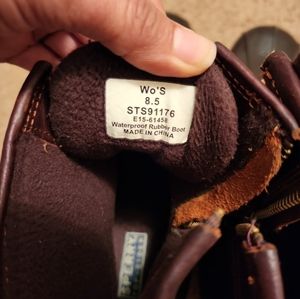 Wo'S
8.5
STS91176
E15-61458
Waterproof Rubber Boot
MADE IN CHINA